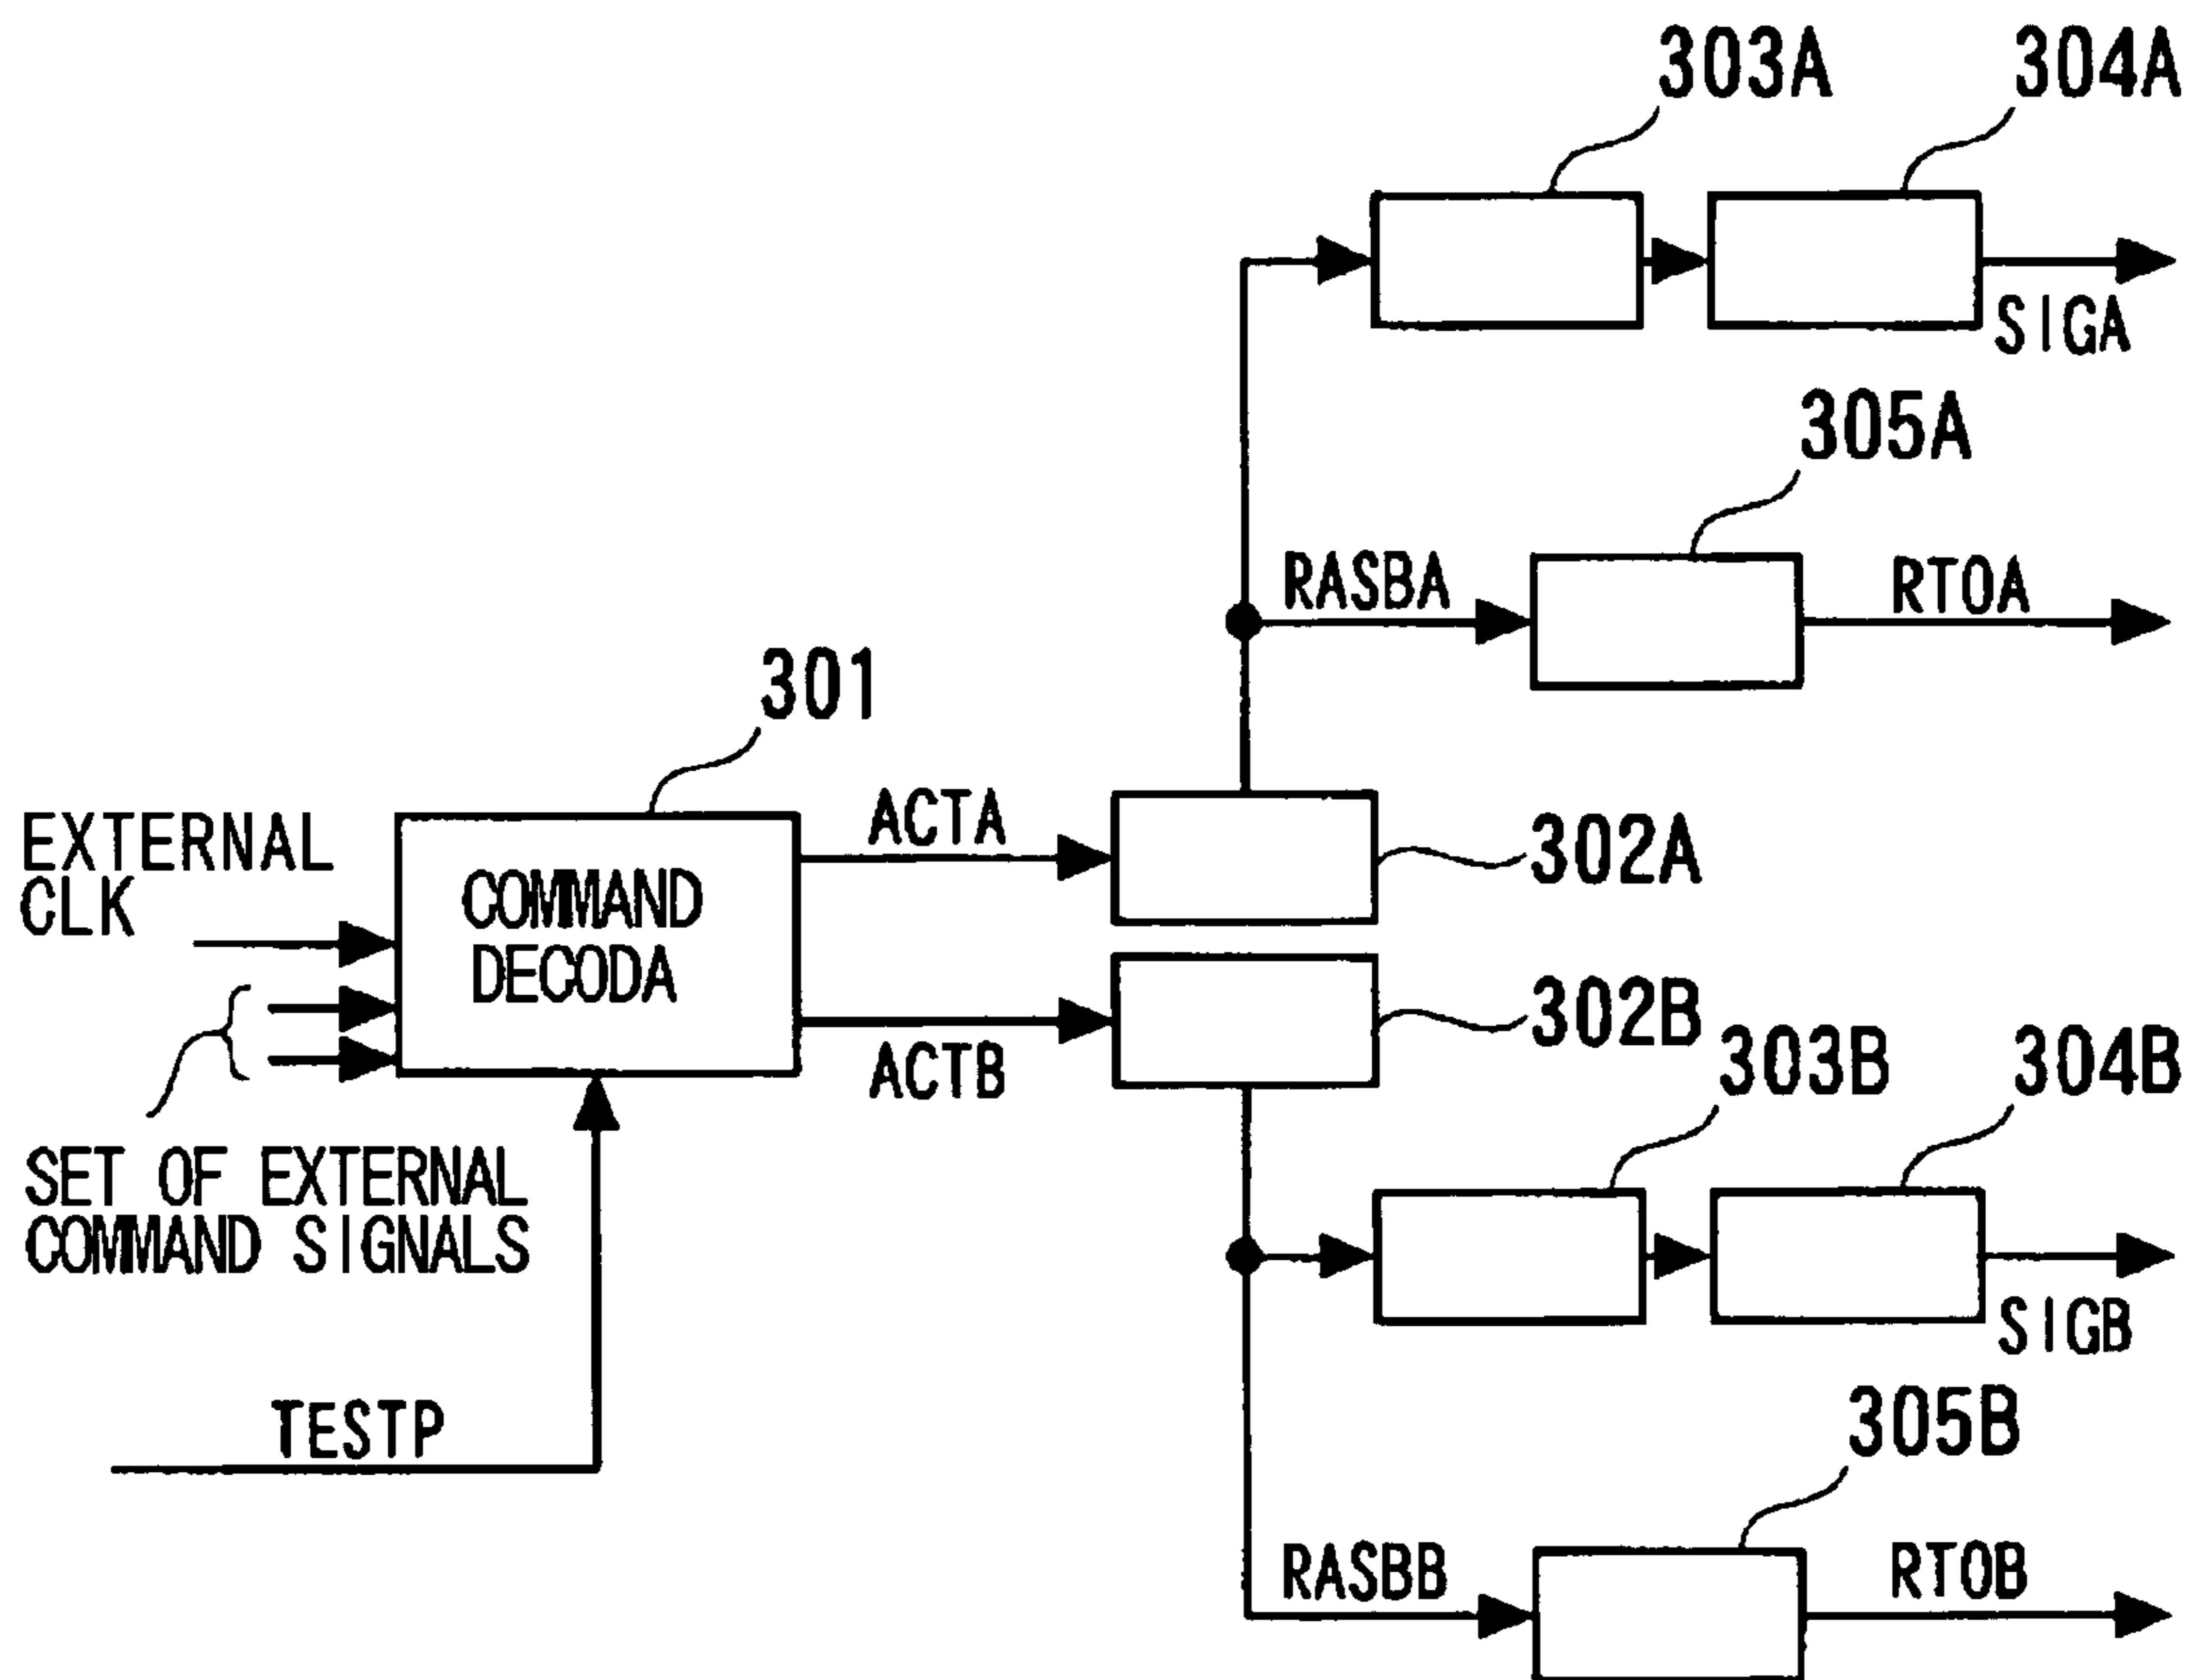 303A
304A
SIGA
305A
RASBA
RTOA
301
ACTA
302A
EXTERNAL
CLK
COMMAND
DECODA
302B
ACTB
303B
304B
SET OF EXTERNAL
COMMAND SIGNALS
SIGB
TESTP
305B
RASBB
RTOB